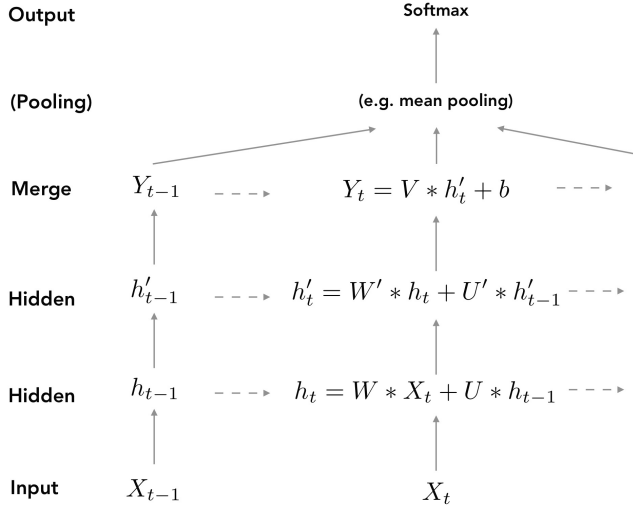 Output Softmax
(Pooling) (e.g. mean pooling)
Merge Y_{t-1} Y_t = V * h'_t + b
Hidden h'_{t-1} h'_t = W' * h_t + U' * h'_{t-1}
Hidden h_{t-1} h_t = W * X_t + U * h_{t-1}
Input X_{t-1} X_t